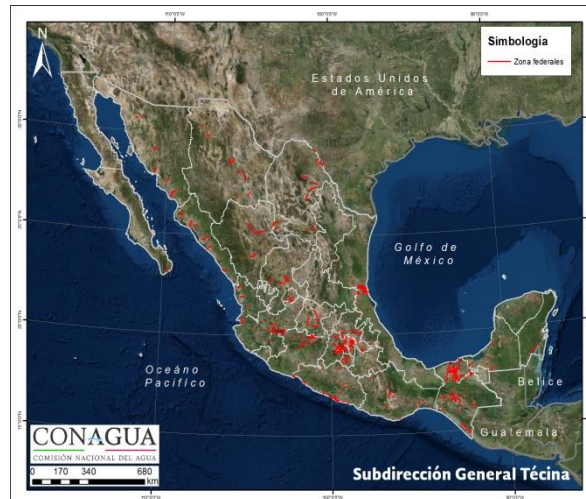 Simbología
Zona federales
Estados Unidos
de América
Golfo de
México
Océano
Pacífico
Belice
Guatemala
CONAGUA
COMISIÓN NACIONAL DEL AGUA
0 170 340 680
km
Subdirección General Técina